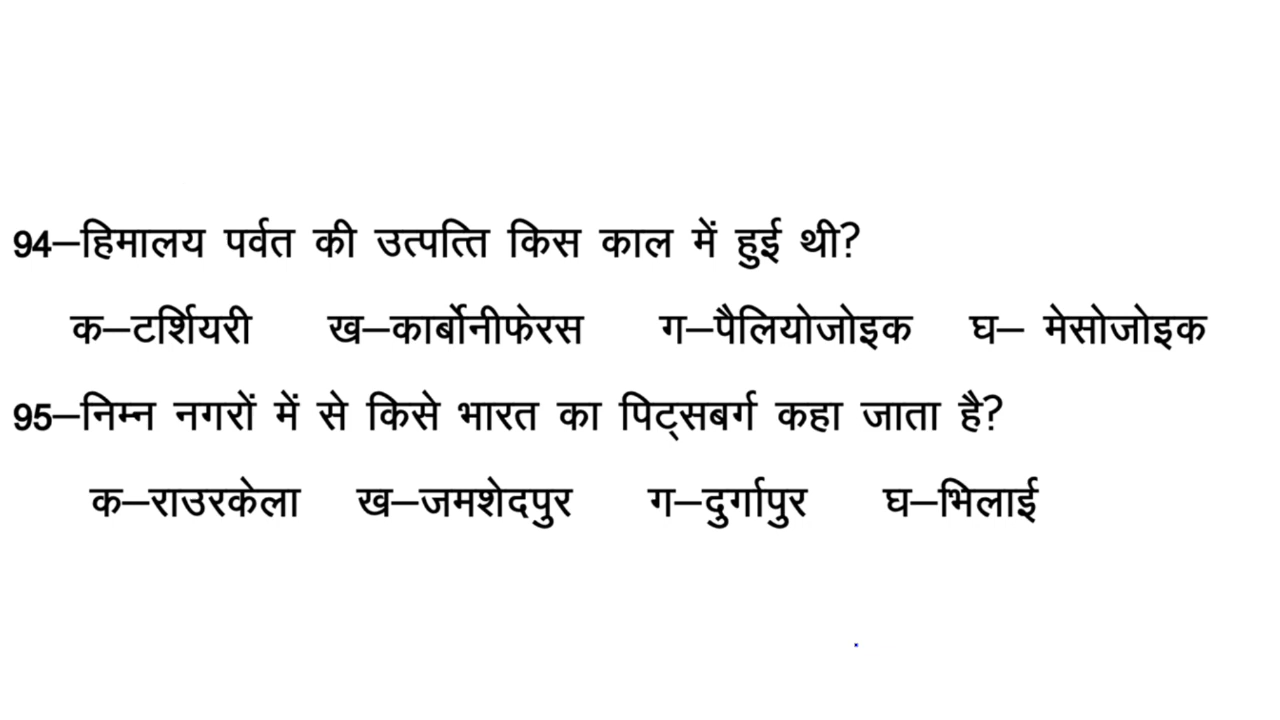 94–हिमालय पर्वत की उत्पत्ति किस काल में हुई थी?
क–टर्शियरी ख–कार्बोनीफेरस ग–पैलियोजोइक घ– मेसोजोइक
95–निम्न नगरों में से किसे भारत का पिट्सबर्ग कहा जाता है?
क–राउरकेला ख–जमशेदपुर ग–दुर्गापुर घ–भिलाई